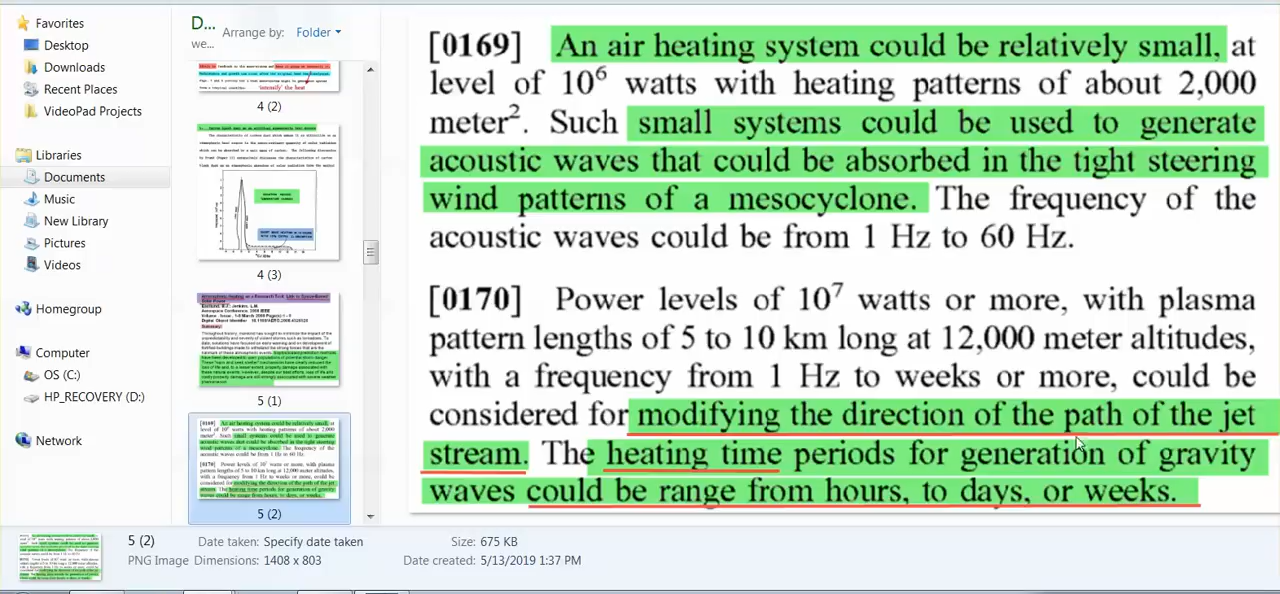 Favorites
Desktop
Downloads
Recent Places
VideoPad Projects
Libraries
Documents
Music
New Library
Pictures
Videos
Homegroup
Computer
OS (C:)
HP_RECOVERY (D:)
Network
D...
we...
Arrange by: Folder
4 (2)
4 (3)
5 (1)
5 (2)
[0169] An air heating system could be relatively small, at
level of 10⁶ watts with heating patterns of about 2,000
meter². Such small systems could be used to generate
acoustic waves that could be absorbed in the tight steering
wind patterns of a mesocyclone. The frequency of the
acoustic waves could be from 1 Hz to 60 Hz.
[0170] Power levels of 10⁷ watts or more, with plasma
pattern lengths of 5 to 10 km long at 12,000 meter altitudes,
with a frequency from 1 Hz to weeks or more, could be
considered for modifying the direction of the path of the jet
stream. The heating time periods for generation of gravity
waves could be range from hours, to days, or weeks.
5 (2) Date taken: Specify date taken Size: 675 KB
PNG Image Dimensions: 1408 x 803 Date created: 5/13/2019 1:37 PM